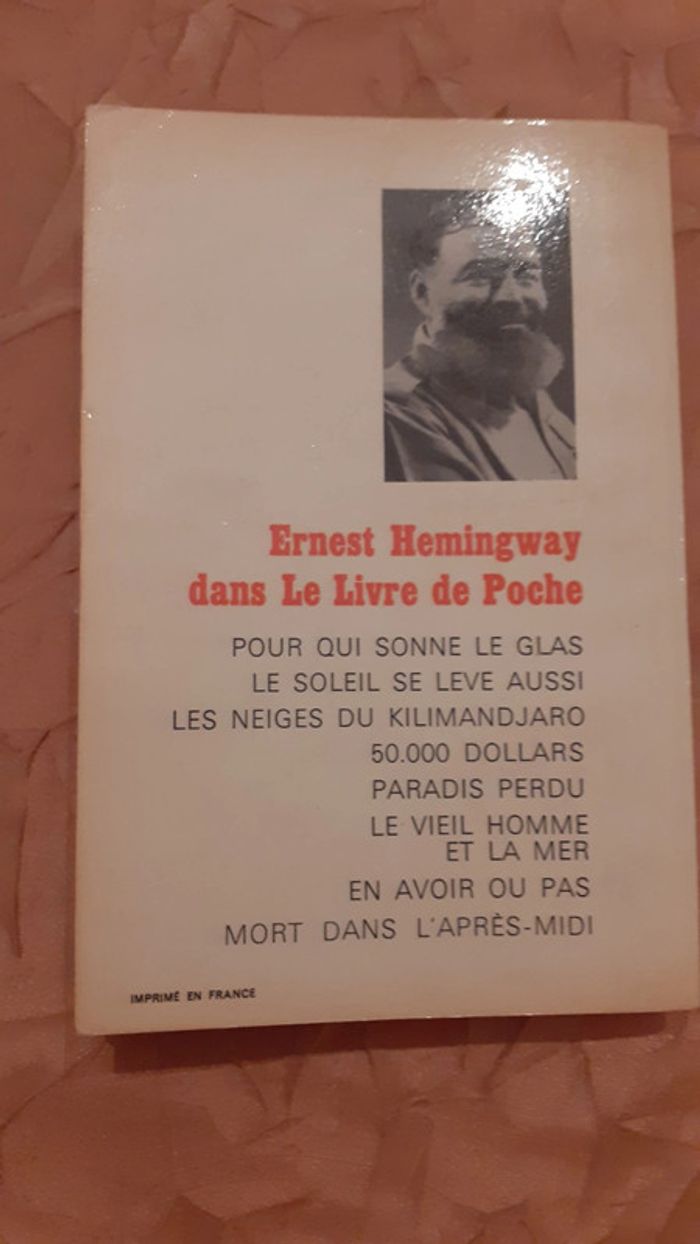 Ernest Hemingway
dans Le Livre de Poche
POUR QUI SONNE LE GLAS
LE SOLEIL SE LEVE AUSSI
LES NEIGES DU KILIMANDJARO
50.000 DOLLARS
PARADIS PERDU
LE VIEIL HOMME
ET LA MER
EN AVOIR OU PAS
MORT DANS L'APRÈS-MIDI
IMPRIMÉ EN FRANCE